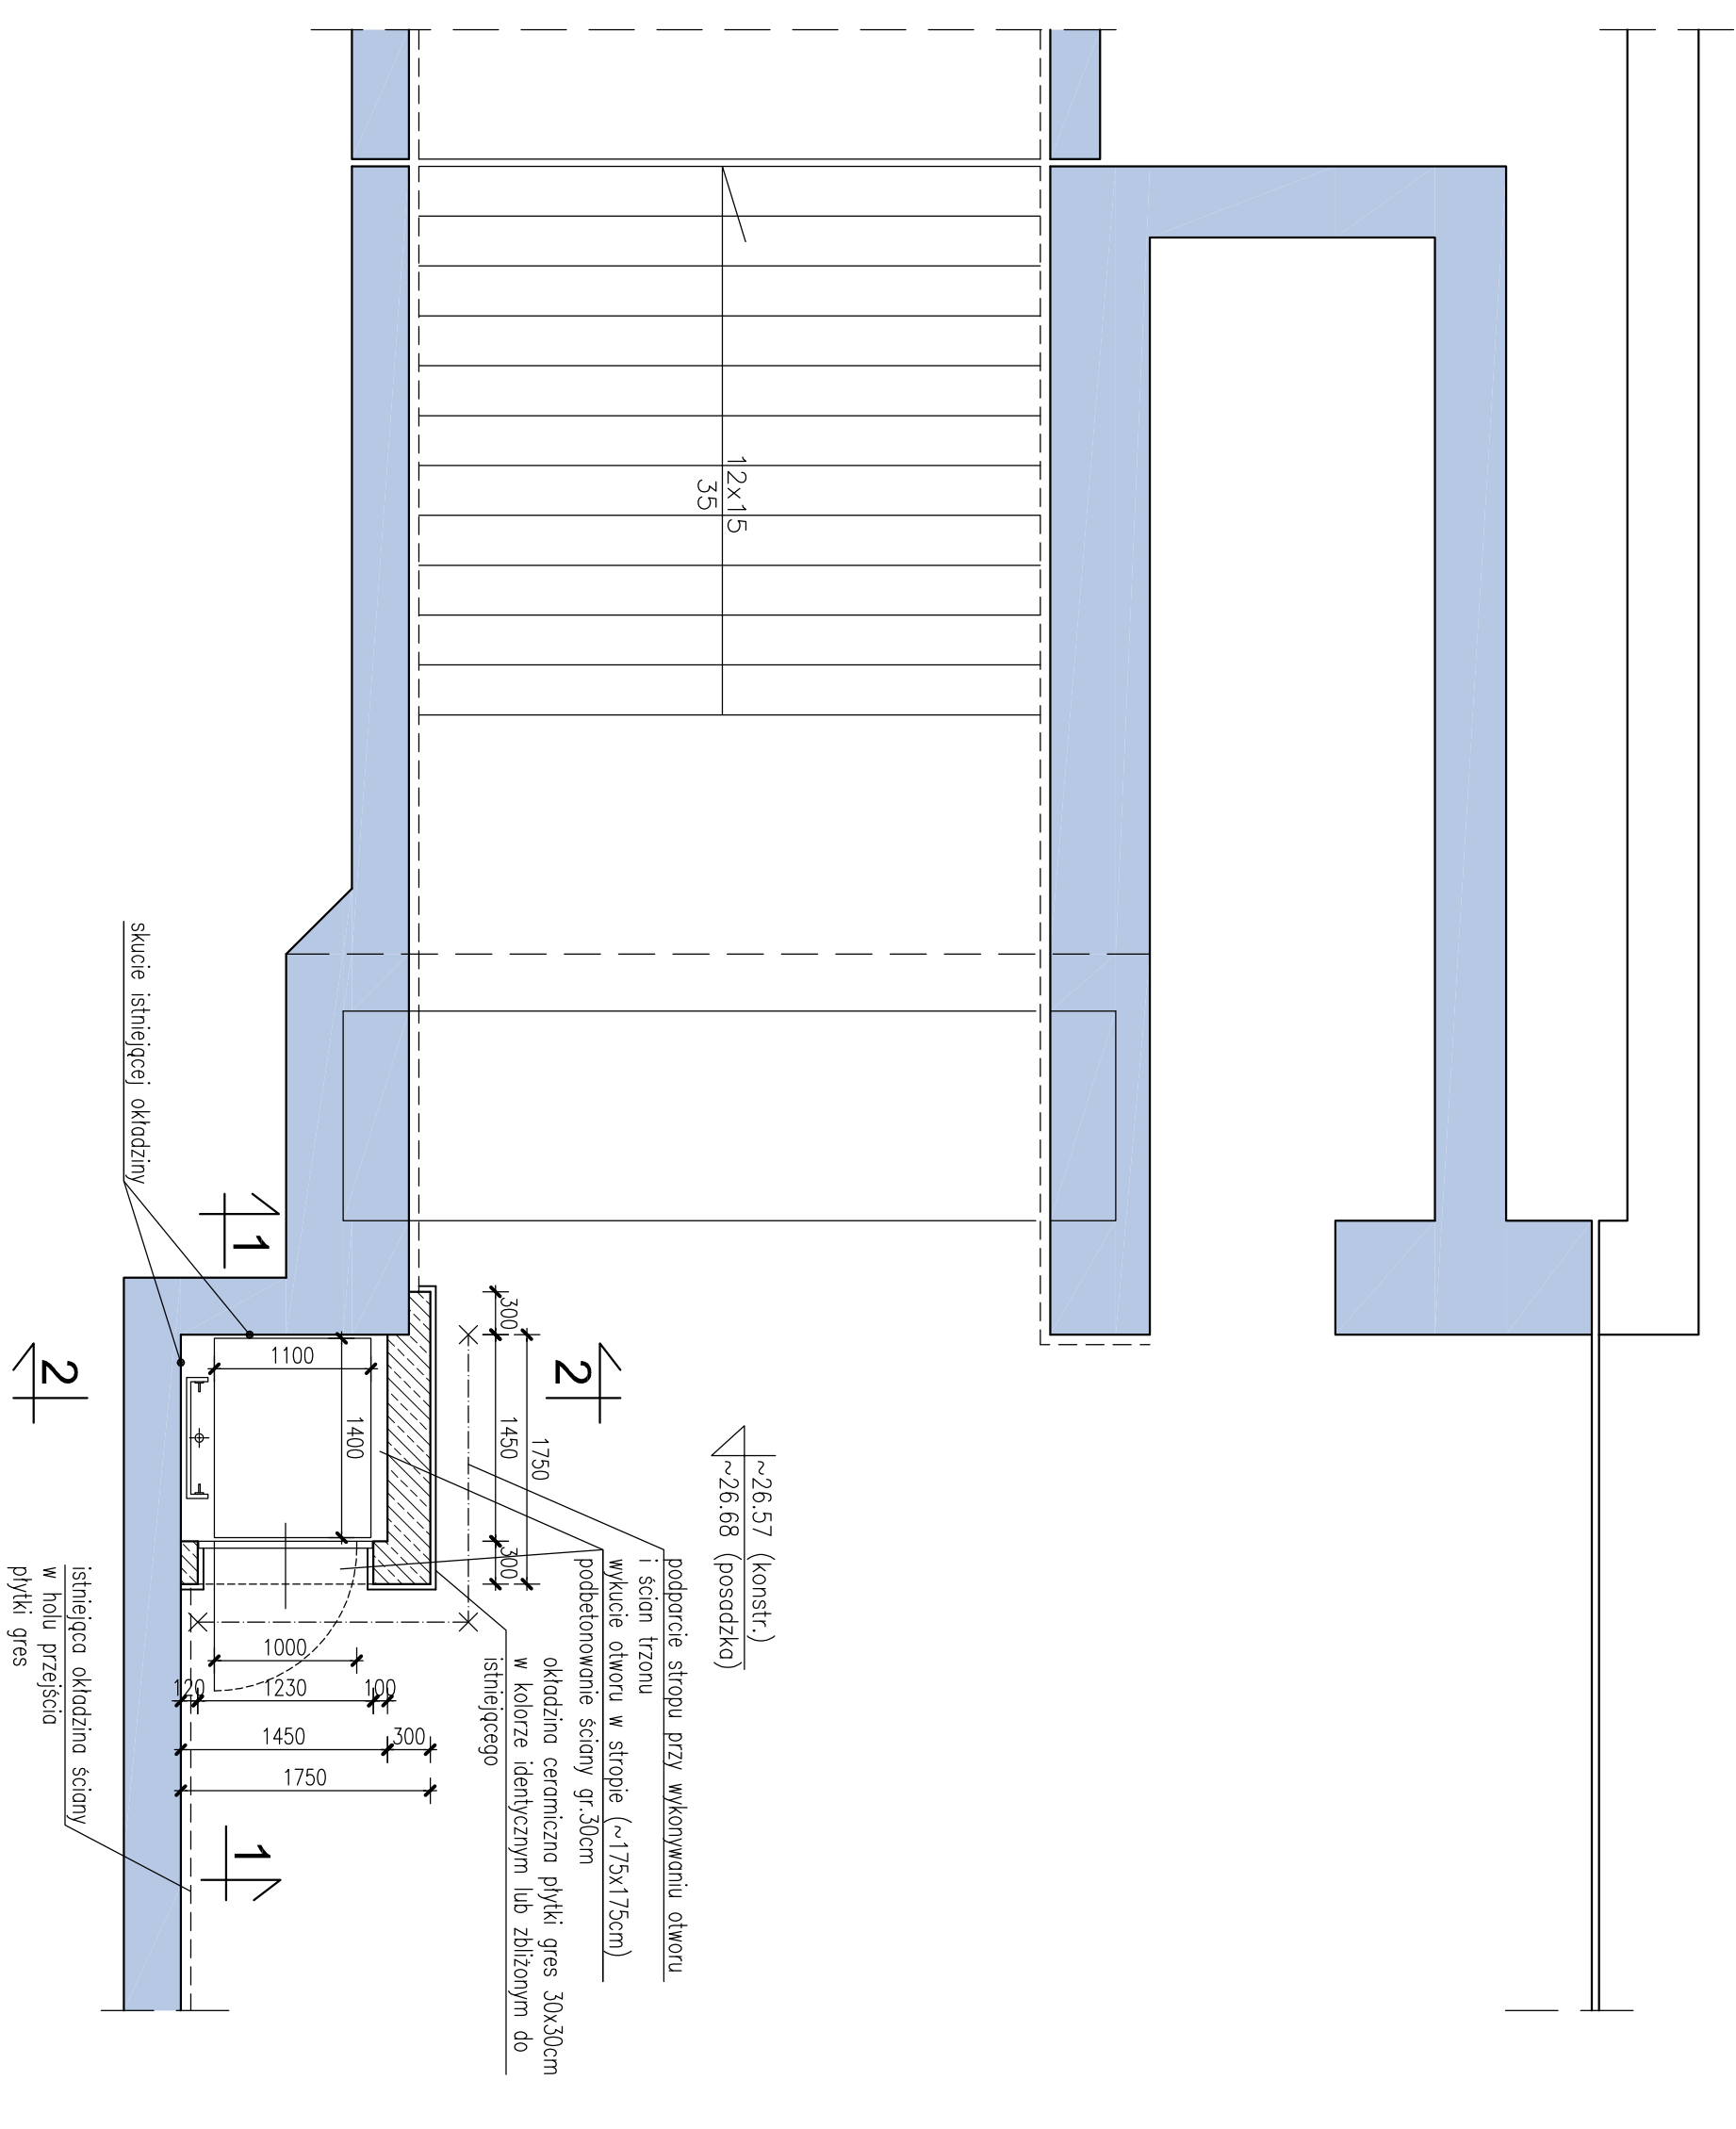 12x15
35
skucie istniejącej okładziny
1
2
2
300
1450
300
1750
1100
1400
~26.57 (konstr.)
~26.68 (posadzka)
podparcie stropu przy wykonywaniu otworu
i ścian trzonu
wykucie otworu w stropie (~175x175cm)
podbetonowanie ściany gr.30cm
okładzina ceramiczna płytki gres 30x30cm
w kolorze identycznym lub zbliżonym do
istniejącego
1000
120
1230
100
1450
300
1750
1
istniejąca okładzina ściany
w holu przejścia
płytki gres